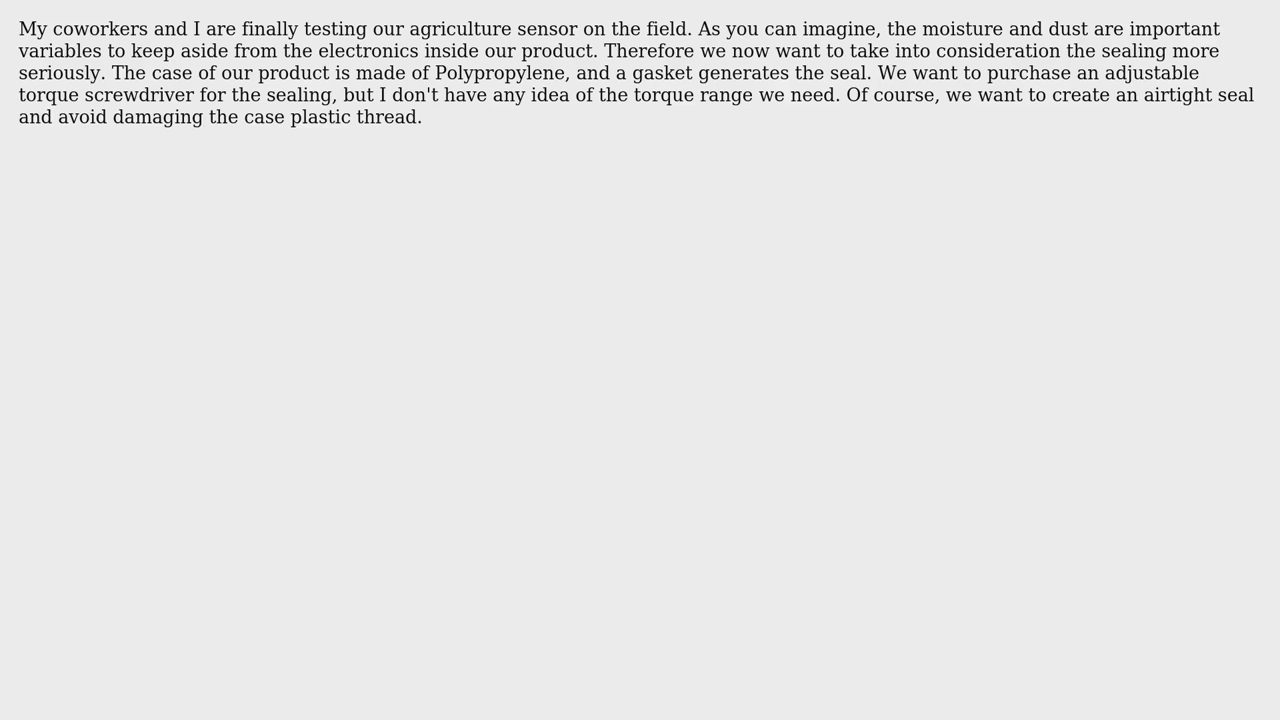 My coworkers and I are finally testing our agriculture sensor on the field. As you can imagine, the moisture and dust are important
variables to keep aside from the electronics inside our product. Therefore we now want to take into consideration the sealing more
seriously. The case of our product is made of Polypropylene, and a gasket generates the seal. We want to purchase an adjustable
torque screwdriver for the sealing, but I don't have any idea of the torque range we need. Of course, we want to create an airtight seal
and avoid damaging the case plastic thread.